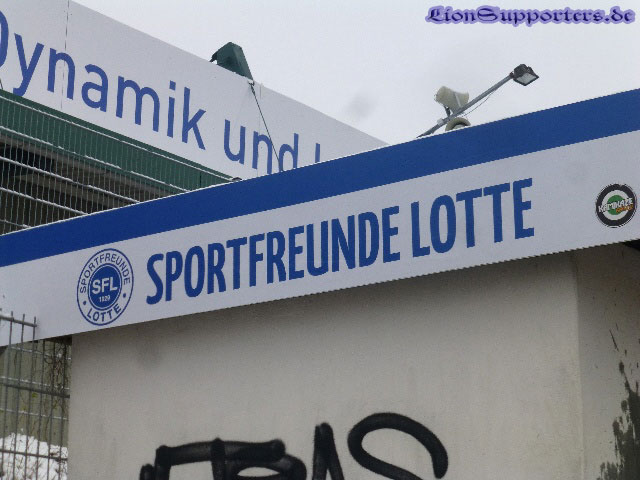 LionSupporters.de
Dynamik und
SPORTFREUNDE LOTTE
SPORTFREUNDE
SFL
1929
LOTTE